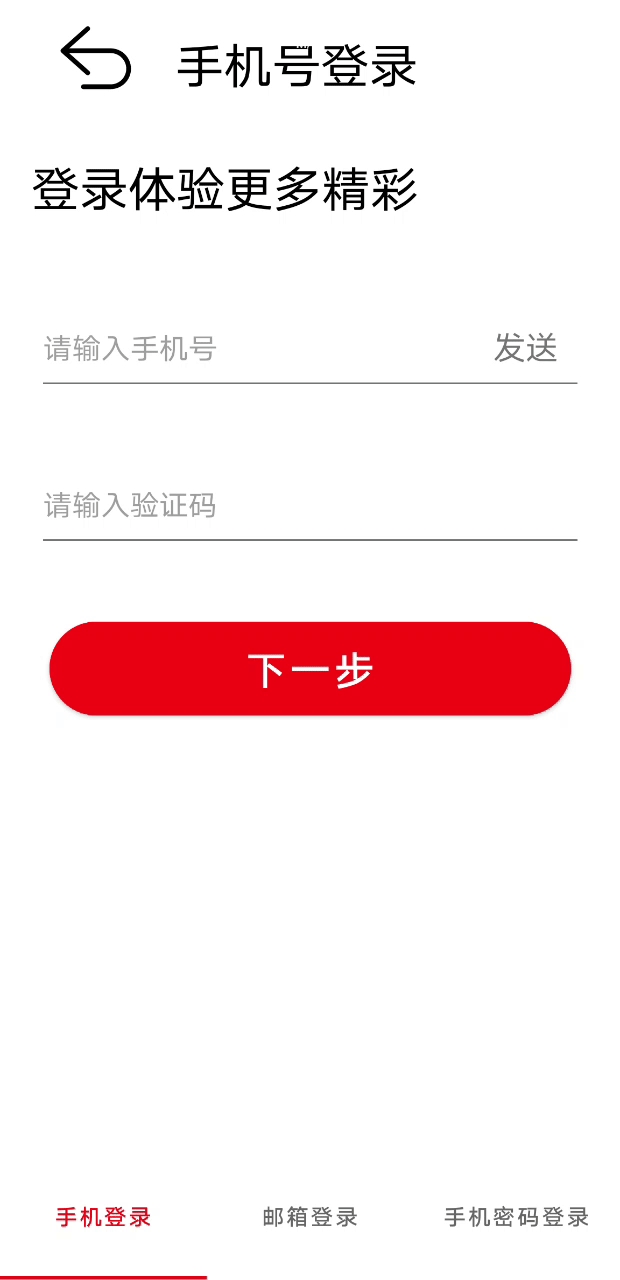 手机号登录
登录体验更多精彩
请输入手机号 发送
请输入验证码
下一步
手机登录 邮箱登录 手机密码登录